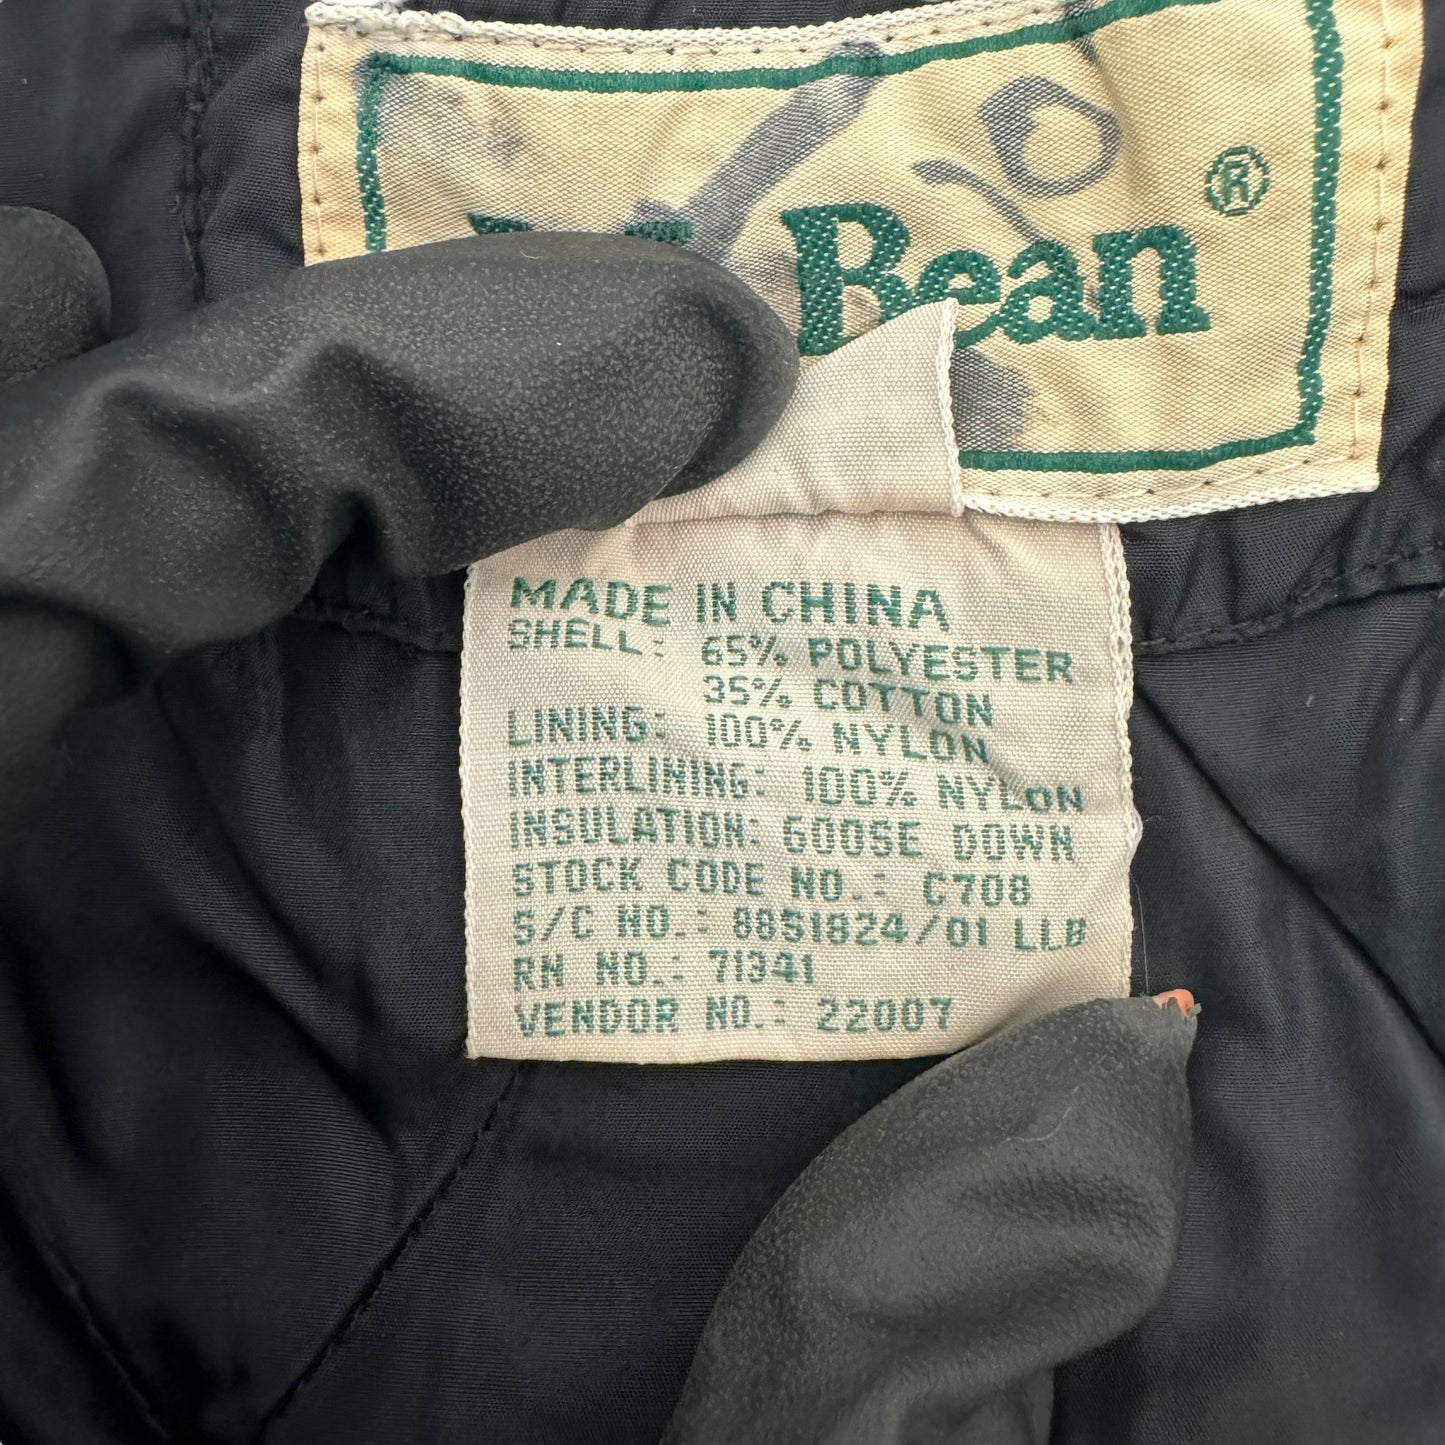 Bean ®
MADE IN CHINA
SHELL: 65% POLYESTER
35% COTTON
LINING: 100% NYLON
INTERLINING: 100% NYLON
INSULATION: GOOSE DOWN
STOCK CODE NO.: C708
S/C NO.: 8851824/01 LLB
RN NO.: 71341
VENDOR NO.: 22007